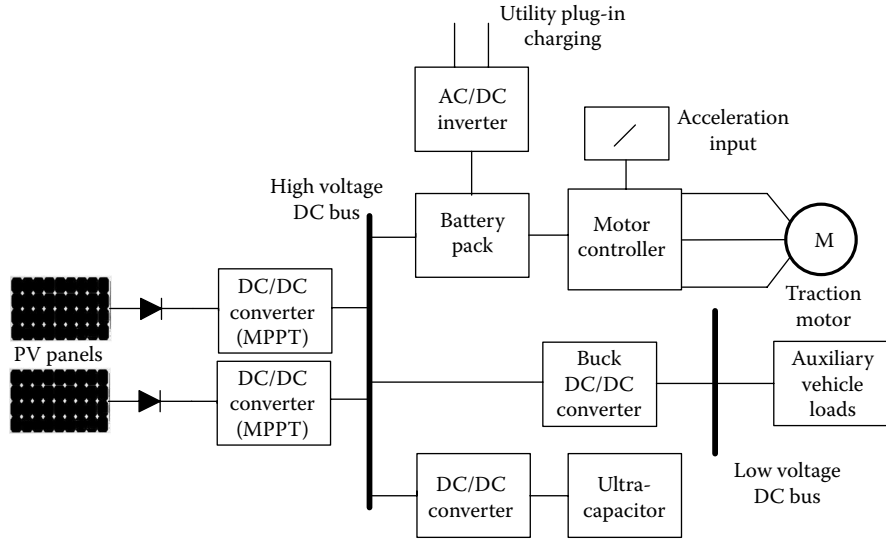 Utility plug-in
charging
AC/DC
inverter
Acceleration
input
High voltage
DC bus
Battery
pack
Motor
controller
M
Traction
motor
DC/DC
converter
(MPPT)
PV panels
DC/DC
converter
(MPPT)
Buck
DC/DC
converter
Auxiliary
vehicle
loads
Low voltage
DC bus
DC/DC
converter
Ultra-
capacitor